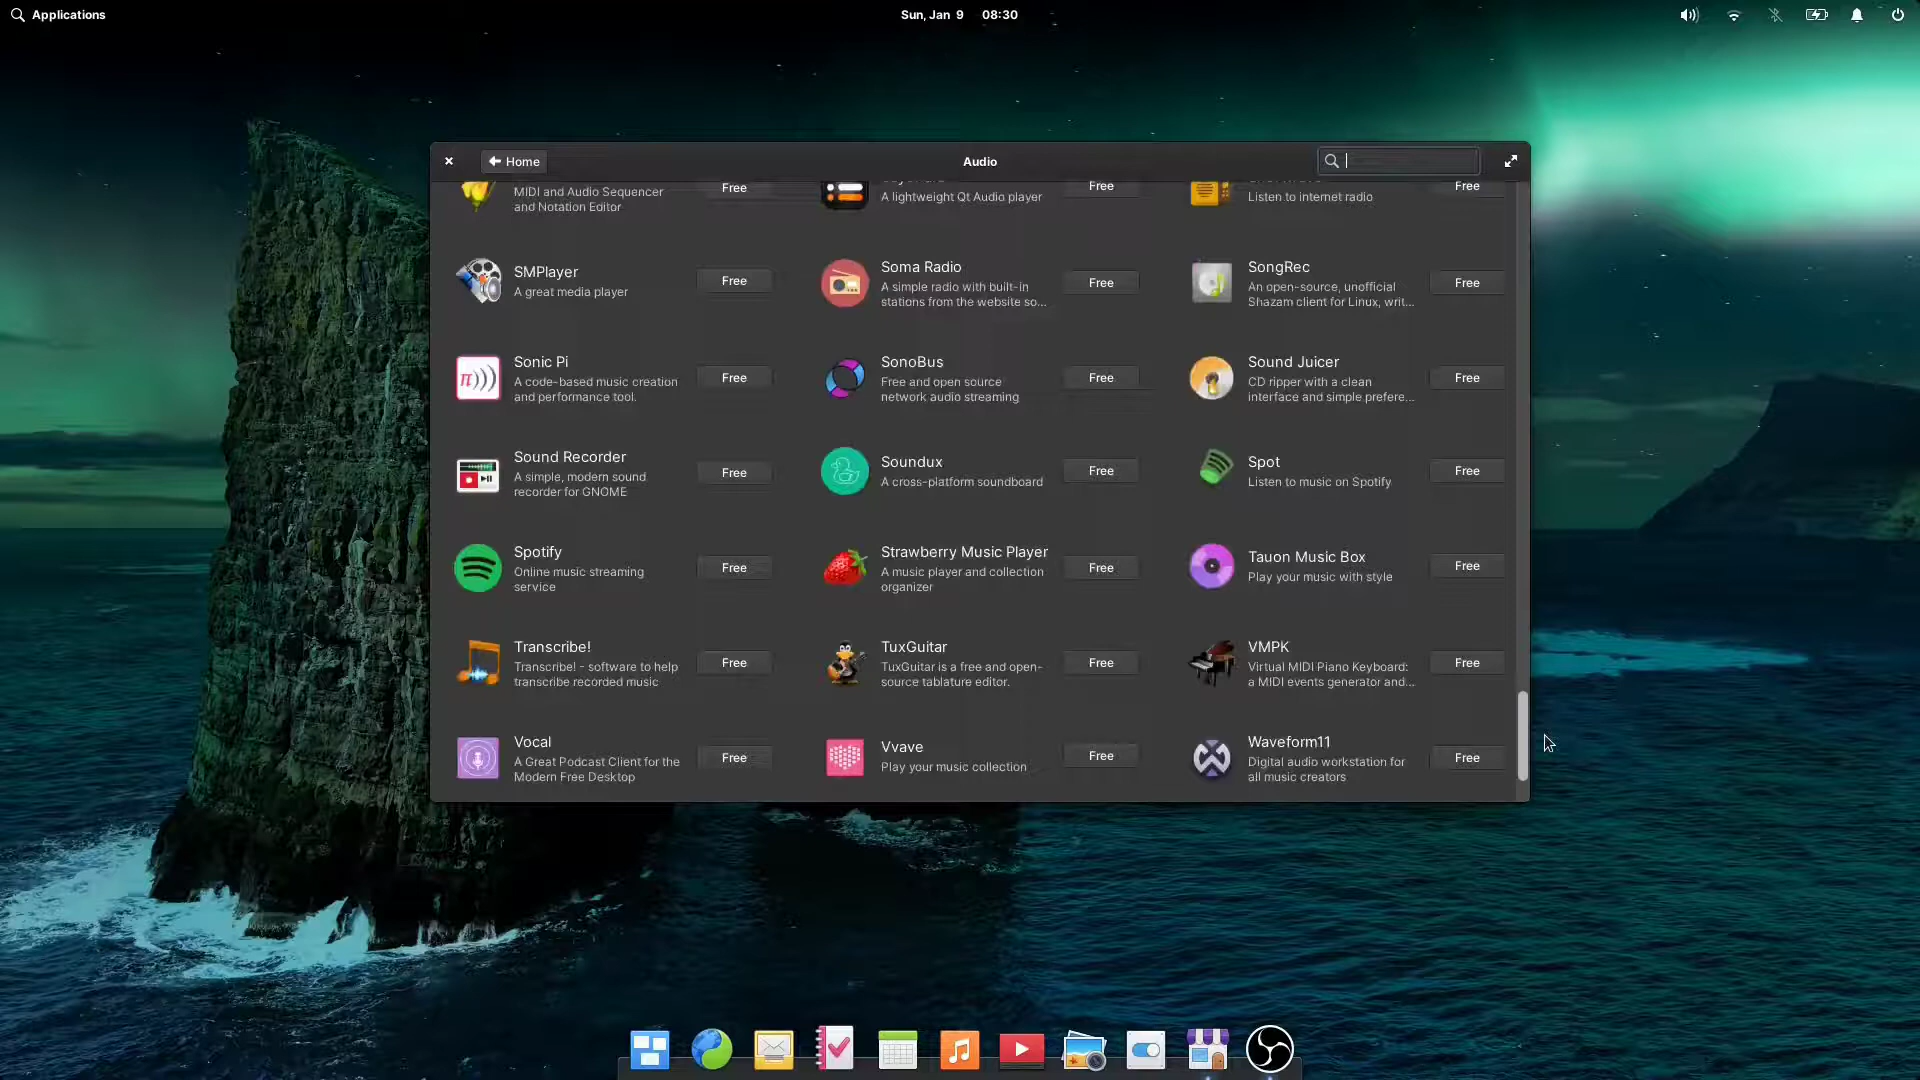 Applications
Sun, Jan 9 08:30
Home
Audio
MIDI and Audio Sequencer
and Notation Editor
Free
A lightweight Qt Audio player
Free
Listen to internet radio
Free
SMPlayer
A great media player
Free
Soma Radio
A simple radio with built-in
stations from the website so...
Free
SongRec
An open-source, unofficial
Shazam client for Linux, writ...
Free
Sonic Pi
A code-based music creation
and performance tool.
Free
SonoBus
Free and open source
network audio streaming
Free
Sound Juicer
CD ripper with a clean
interface and simple prefere...
Free
Sound Recorder
A simple, modern sound
recorder for GNOME
Free
Soundux
A cross-platform soundboard
Free
Spot
Listen to music on Spotify
Free
Spotify
Online music streaming
service
Free
Strawberry Music Player
A music player and collection
organizer
Free
Tauon Music Box
Play your music with style
Free
Transcribe!
Transcribe! - software to help
transcribe recorded music
Free
TuxGuitar
TuxGuitar is a free and open-
source tablature editor.
Free
VMPK
Virtual MIDI Piano Keyboard:
a MIDI events generator and...
Free
Vocal
A Great Podcast Client for the
Modern Free Desktop
Free
Vvave
Play your music collection
Free
Waveform11
Digital audio workstation for
all music creators
Free